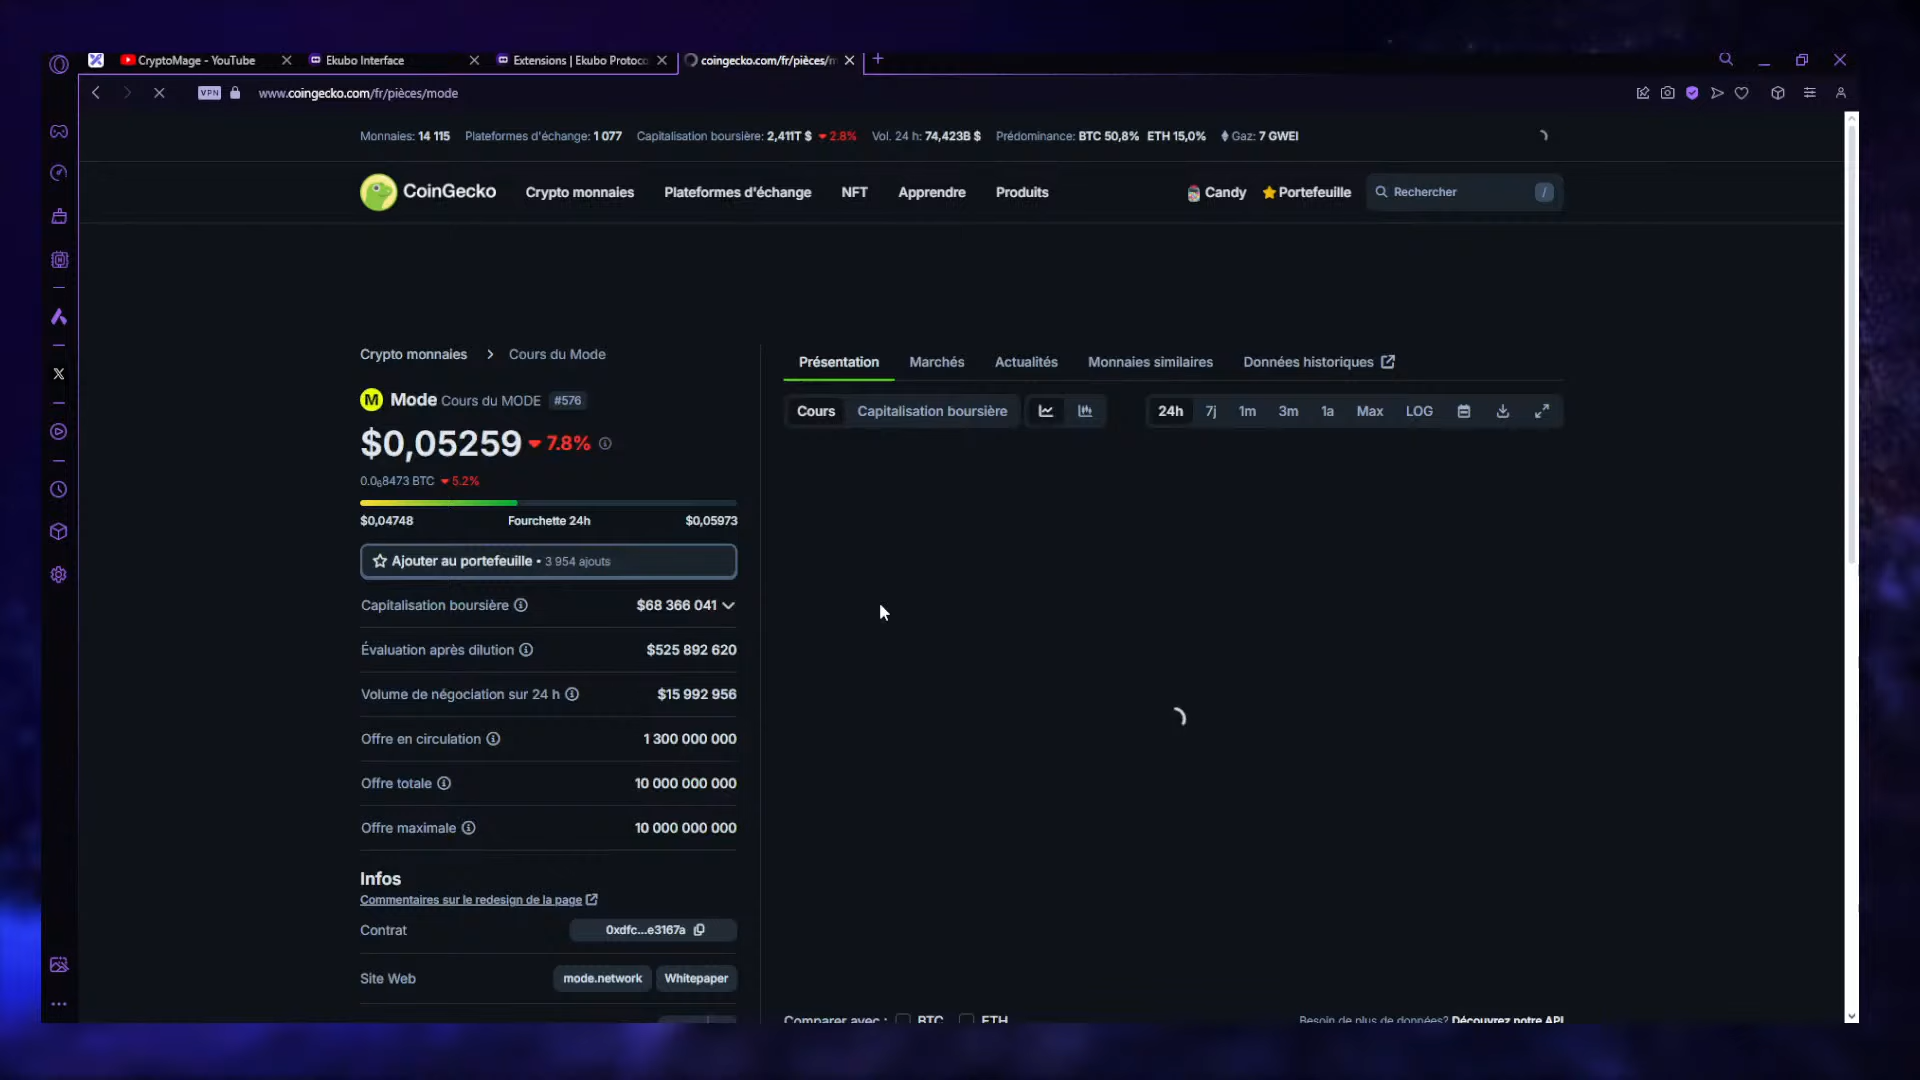 CryptoMage - YouTube
Ekubo Interface
Extensions | Ekubo Protoco
coingecko.com/fr/pièces/m
VPN
www.coingecko.com/fr/pièces/mode
Monnaies: 14 115 Plateformes d'échange: 1 077 Capitalisation boursière: 2,411T $ 2.8% Vol. 24 h: 74,423B $ Prédominance: BTC 50,8% ETH 15,0% Gaz: 7 GWEI
CoinGecko Crypto monnaies Plateformes d'échange NFT Apprendre Produits Candy Portefeuille Rechercher /
Crypto monnaies > Cours du Mode
M Mode Cours du MODE #576
$0,05259 7.8%
0.0₆8473 BTC 5.2%
$0,04748 Fourchette 24h $0,05973
Ajouter au portefeuille • 3 954 ajouts
Capitalisation boursière $68 366 041
Évaluation après dilution $525 892 620
Volume de négociation sur 24 h $15 992 956
Offre en circulation 1 300 000 000
Offre totale 10 000 000 000
Offre maximale 10 000 000 000
Infos
Commentaires sur le redesign de la page
Contrat 0xdfc...e3167a
Site Web mode.network Whitepaper
Présentation Marchés Actualités Monnaies similaires Données historiques
Cours Capitalisation boursière 24h 7j 1m 3m 1a Max LOG
Comparer avec : BTC ETH
Besoin de plus de données? Découvrez notre API